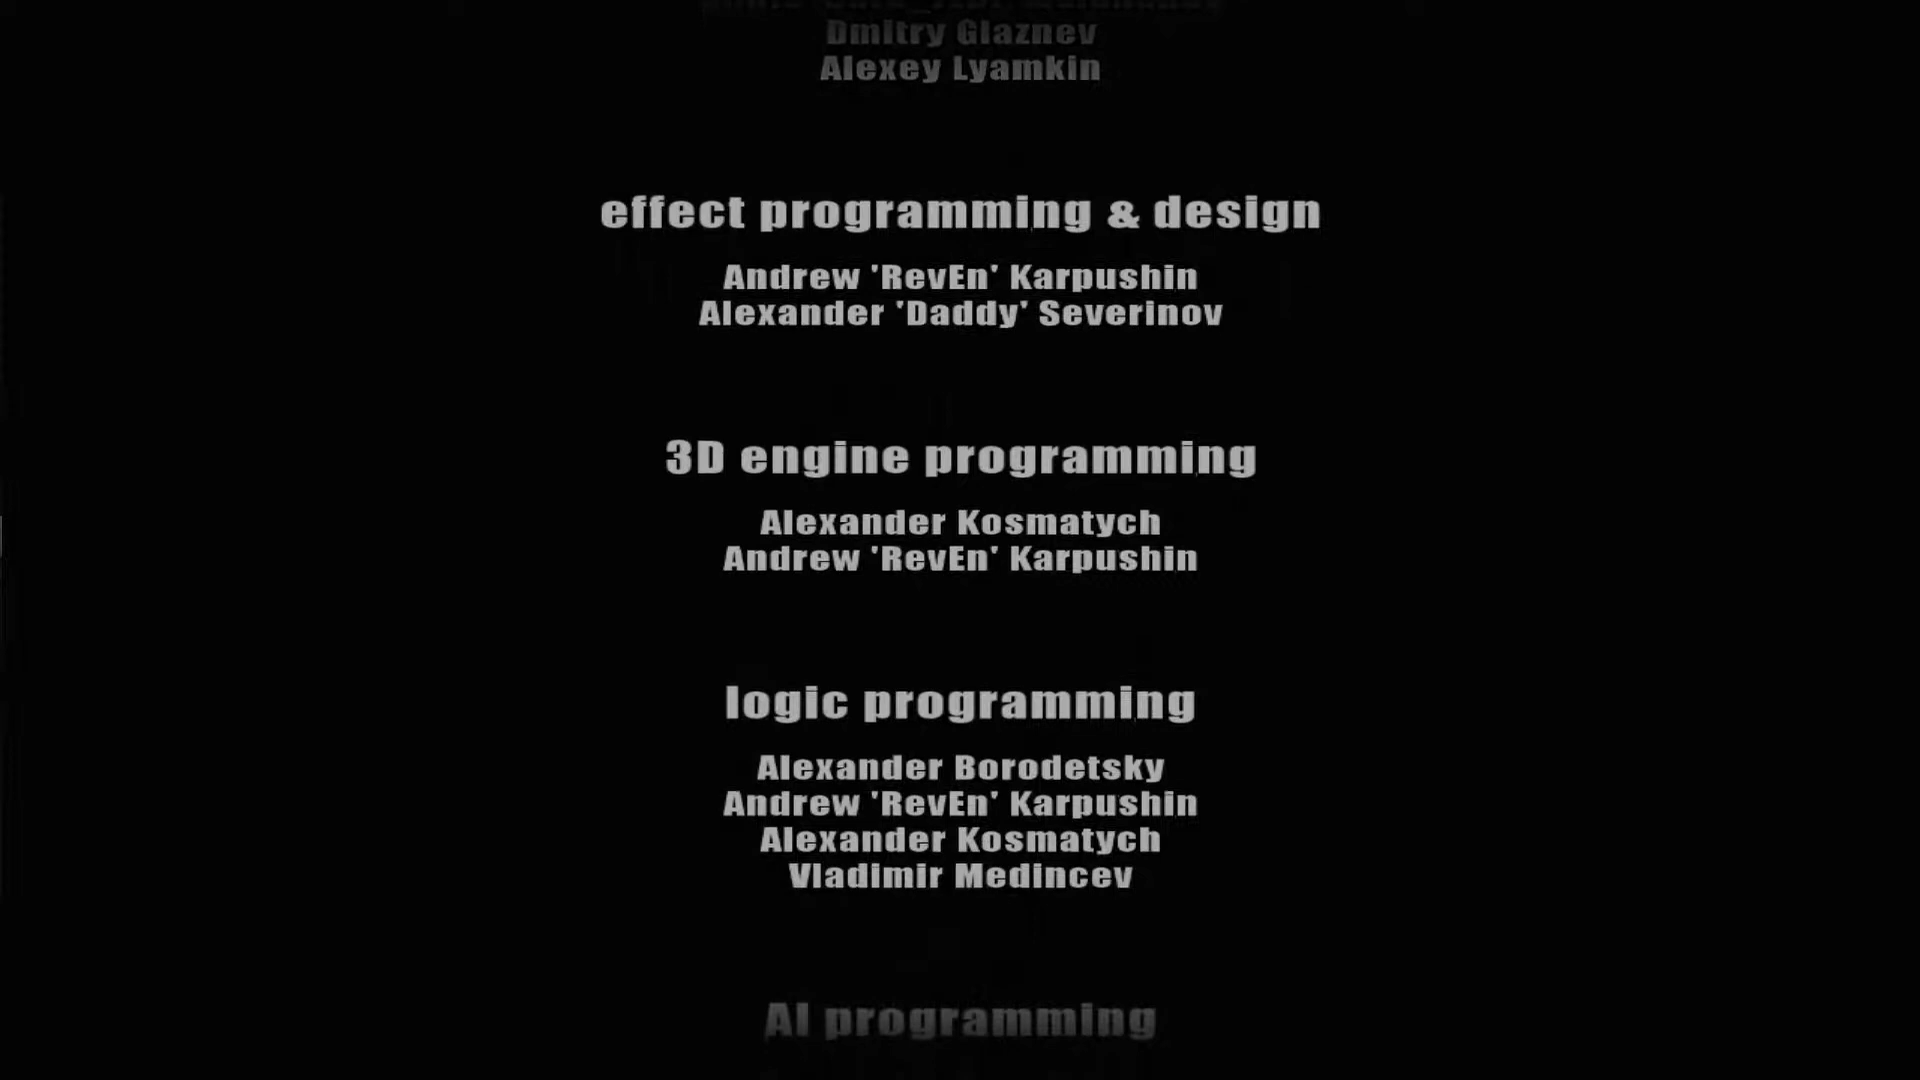 Dmitry Glaznev
Alexey Lyamkin
effect programming & design
Andrew 'RevEn' Karpushin
Alexander 'Daddy' Severinov
3D engine programming
Alexander Kosmatych
Andrew 'RevEn' Karpushin
logic programming
Alexander Borodetsky
Andrew 'RevEn' Karpushin
Alexander Kosmatych
Vladimir Medincev
AI programming